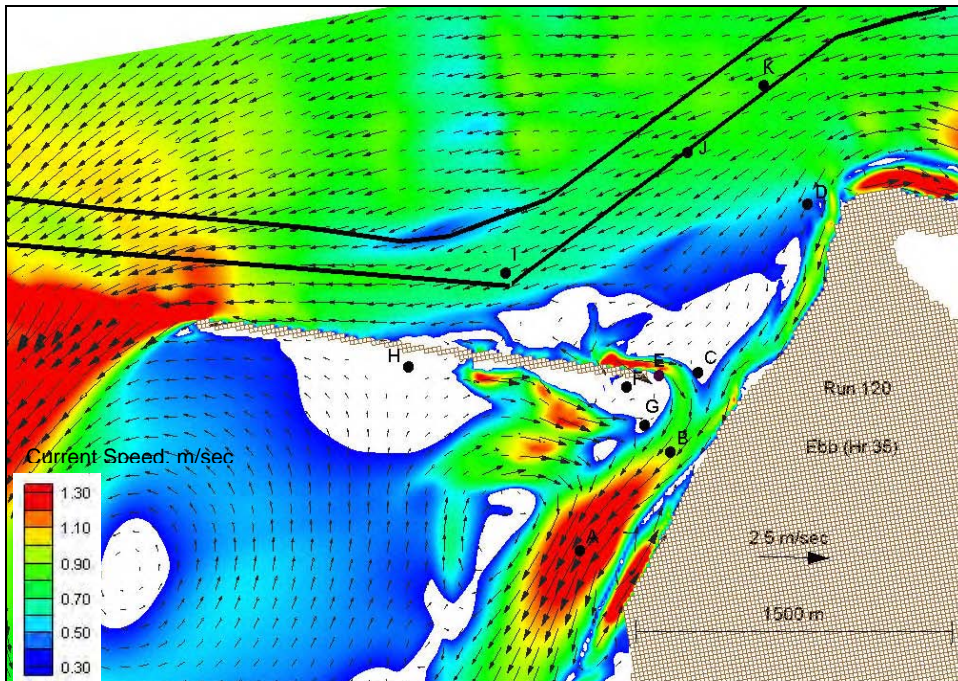 K
J
D
I
H
E
C
F
G
B
A
Run 120
Ebb (Hr 35)
2.5 m/sec
1500 m
Current Speed: m/sec
1.30
1.10
0.90
0.70
0.50
0.30